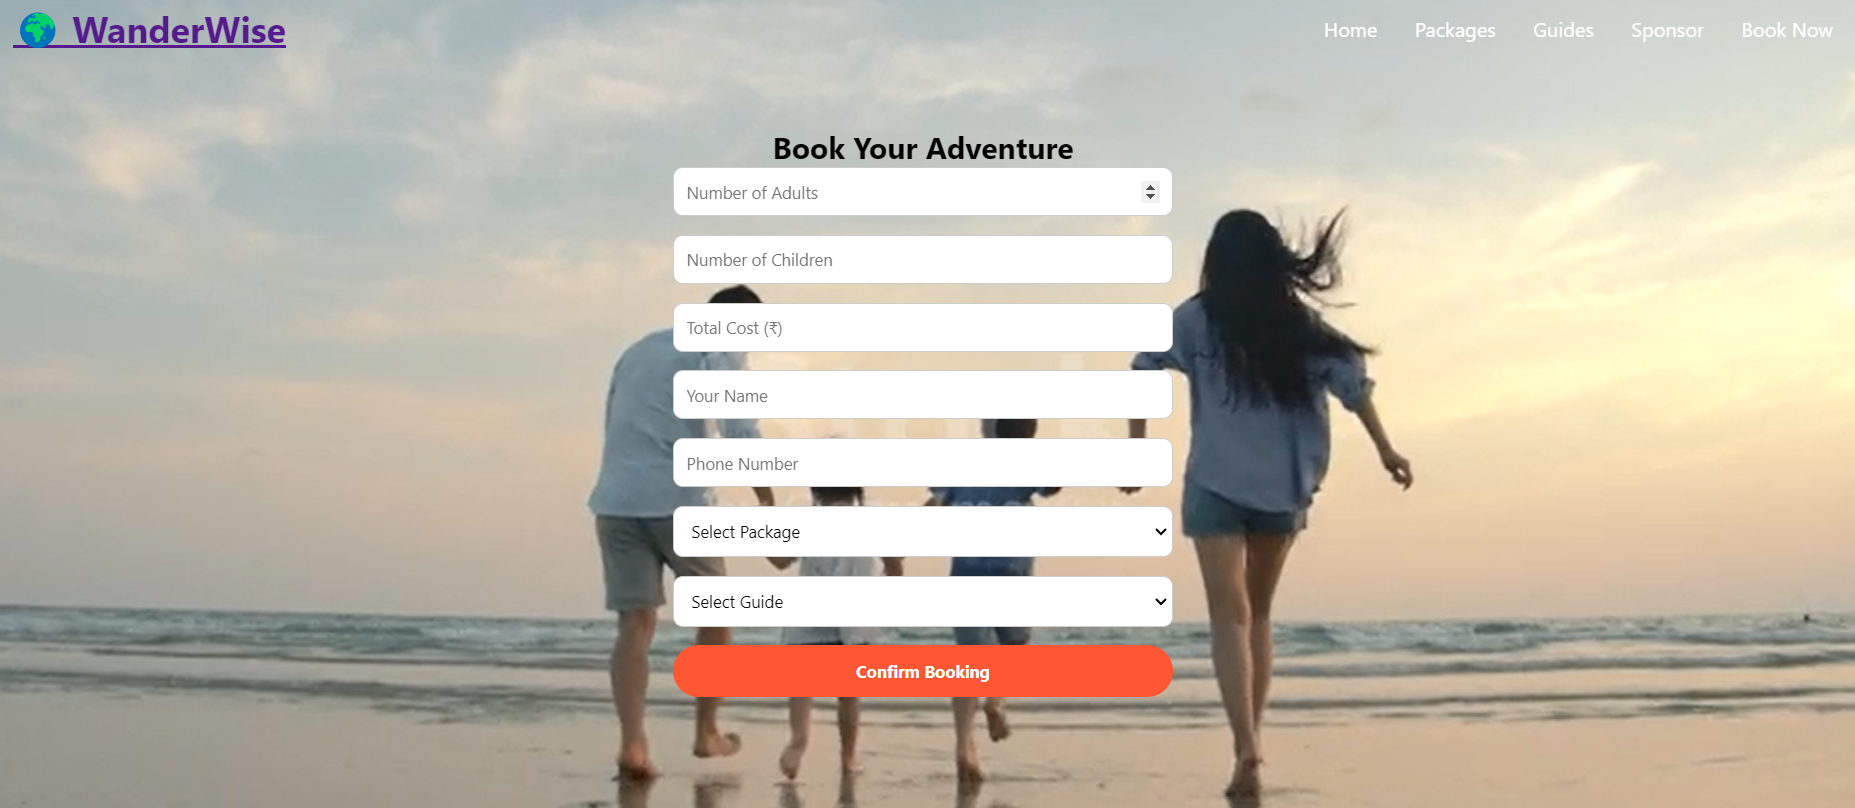 WanderWise
Home Packages Guides Sponsor Book Now
Book Your Adventure
Number of Adults
Number of Children
Total Cost (₹)
Your Name
Phone Number
Select Package
Select Guide
Confirm Booking